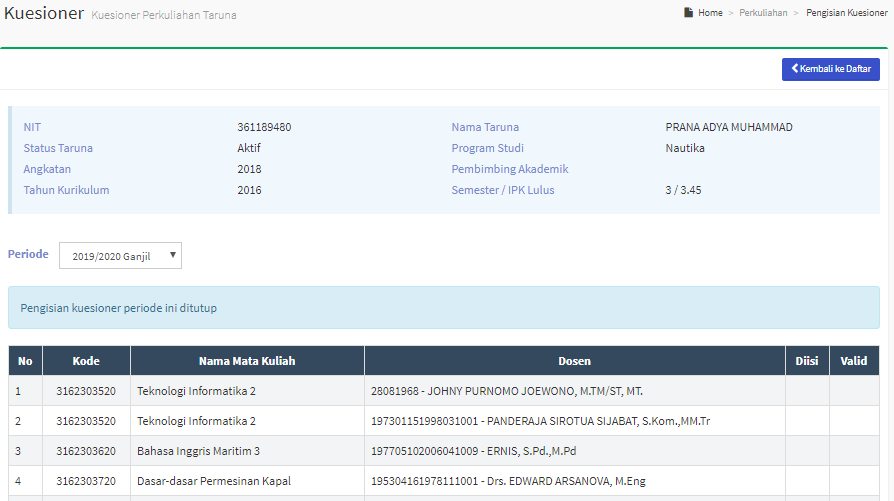 Kuesioner Kuesioner Perkuliahan Taruna
Home > Perkuliahan > Pengisian Kuesioner
Kembali ke Daftar
NIT 361189480 Nama Taruna PRANA ADYA MUHAMMAD
Status Taruna Aktif Program Studi Nautika
Angkatan 2018 Pembimbing Akademik
Tahun Kurikulum 2016 Semester / IPK Lulus 3 / 3.45
Periode 2019/2020 Ganjil
Pengisian kuesioner periode ini ditutup
No Kode Nama Mata Kuliah Dosen Diisi Valid
1 3162303520 Teknologi Informatika 2 28081968 - JOHNY PURNOMO JOEWONO, M.TM/ST, MT.
2 3162303520 Teknologi Informatika 2 197301151998031001 - PANDERAJA SIROTUA SIJABAT, S.Kom.,MM.Tr
3 3162303620 Bahasa Inggris Maritim 3 197705102006041009 - ERNIS, S.Pd.,M.Pd
4 3162303720 Dasar-dasar Permesinan Kapal 195304161978111001 - Drs. EDWARD ARSANOVA, M.Eng